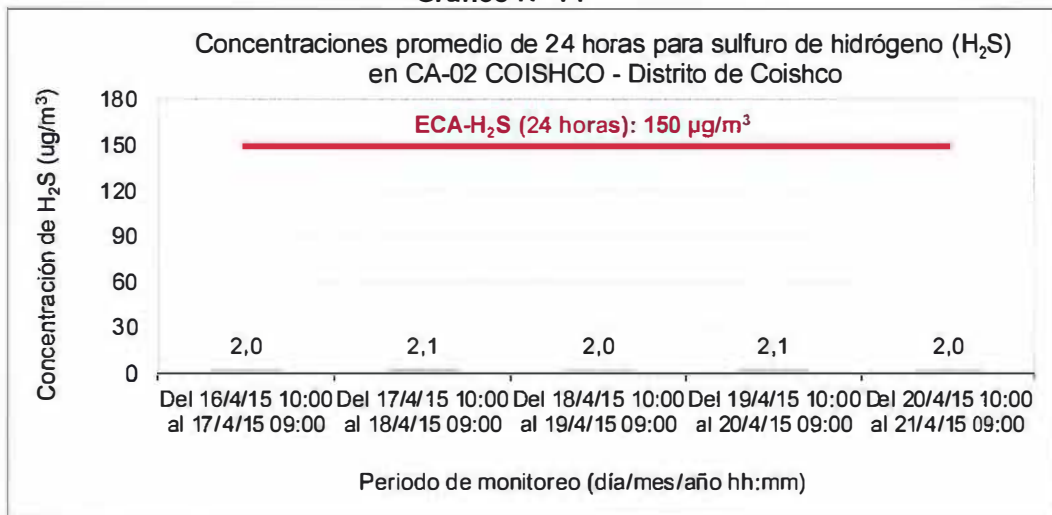 Concentraciones promedio de 24 horas para sulfuro de hidrógeno (H₂S)
en CA-02 COISHCO - Distrito de Coishco
Concentración de H₂S (ug/m³)
180
150
120
90
60
30
0
ECA-H₂S (24 horas): 150 µg/m³
2,0 2,1 2,0 2,1 2,0
Del 16/4/15 10:00 Del 17/4/15 10:00 Del 18/4/15 10:00 Del 19/4/15 10:00 Del 20/4/15 10:00
al 17/4/15 09:00 al 18/4/15 09:00 al 19/4/15 09:00 al 20/4/15 09:00 al 21/4/15 09:00
Periodo de monitoreo (día/mes/año hh:mm)